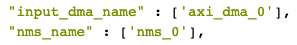 "input_dma_name" : ['axi_dma_0'],
"nms_name" : ['nms_0'],